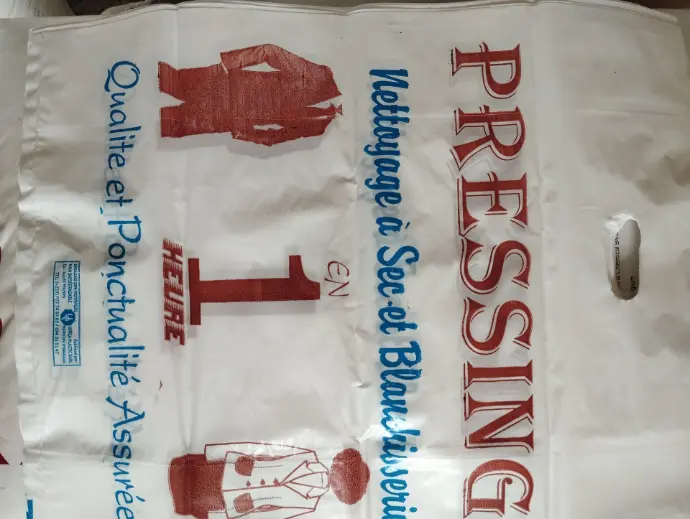 PRESSING
Nettoyage à Sec et Blanchisserie
EN
1
HEURE
Qualite et Ponctualité Assurée